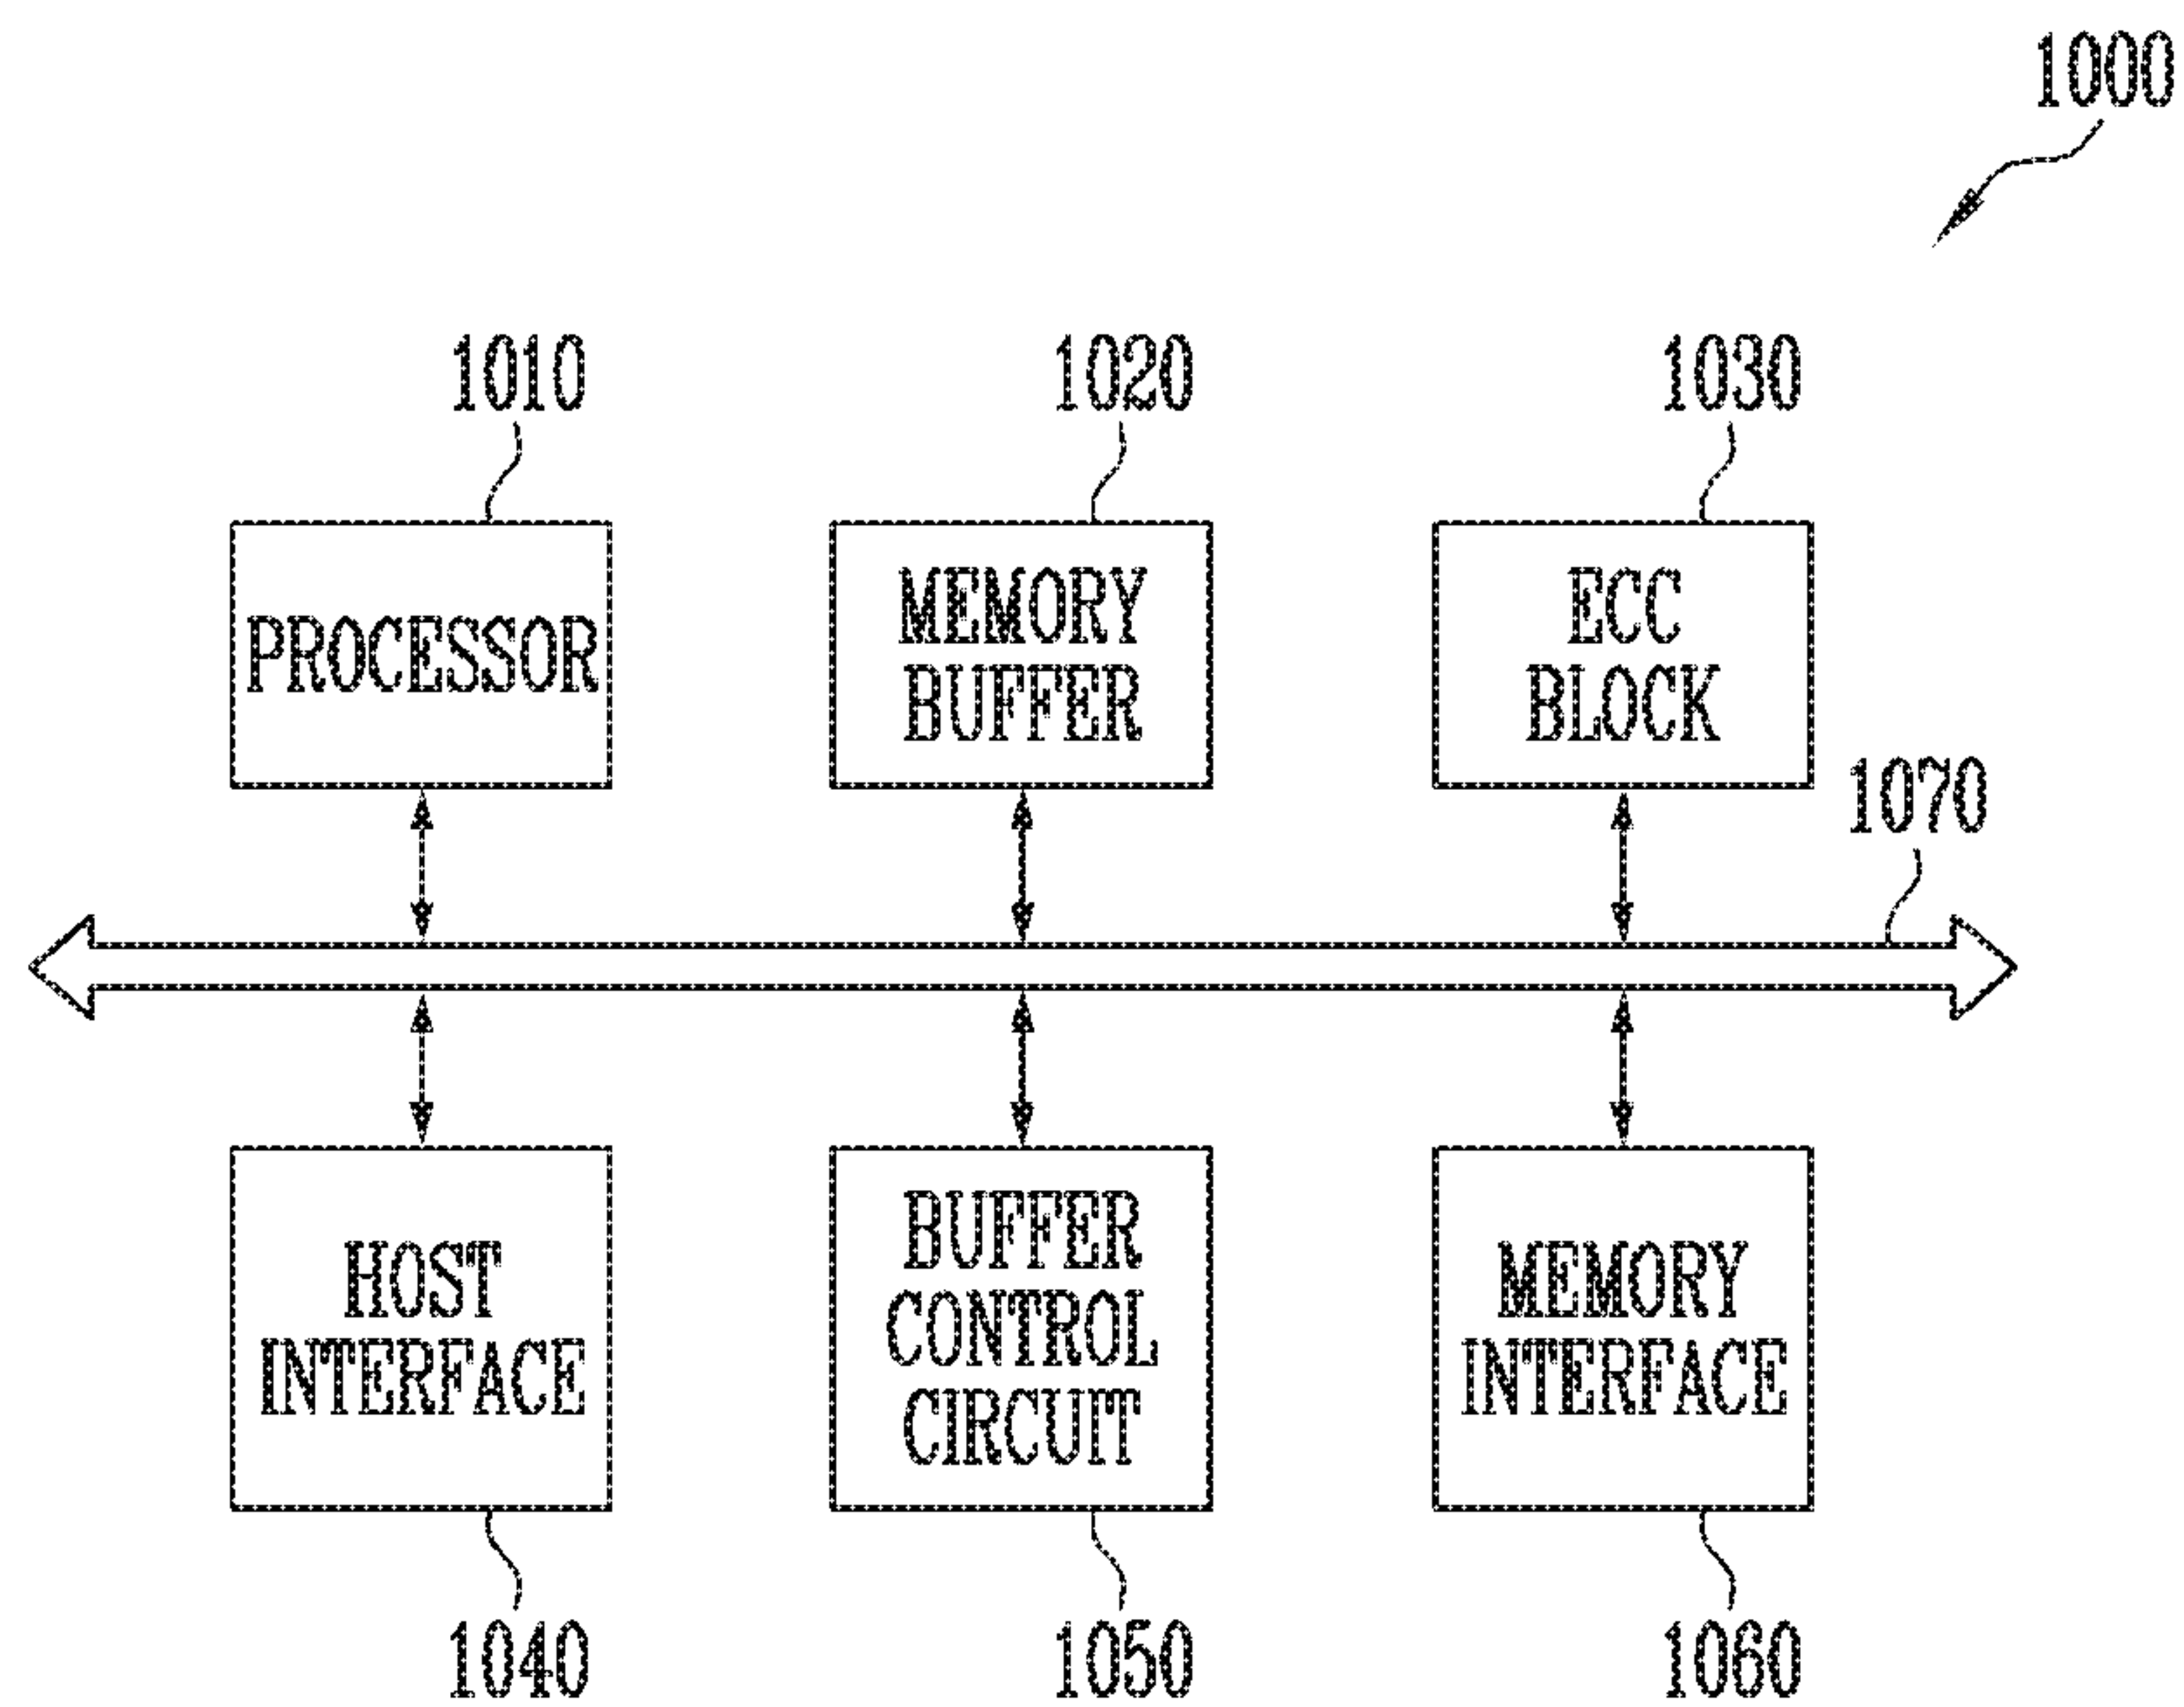 1000
1010
1020
1030
PROCESSOR
MEMORY
BUFFER
ECC
BLOCK
1070
HOST
INTERFACE
BUFFER
CONTROL
CIRCUIT
MEMORY
INTERFACE
1040
1050
1060